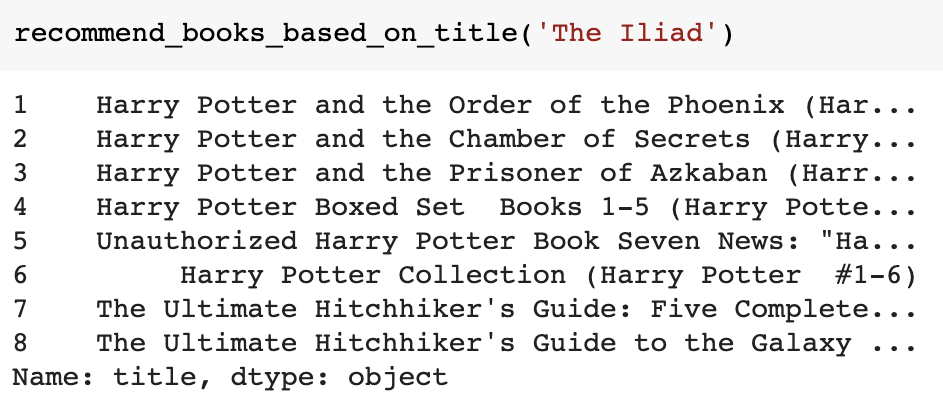 recommend_books_based_on_title('The Iliad')
1    Harry Potter and the Order of the Phoenix (Har...
2    Harry Potter and the Chamber of Secrets (Harry...
3    Harry Potter and the Prisoner of Azkaban (Harr...
4    Harry Potter Boxed Set  Books 1-5 (Harry Potte...
5    Unauthorized Harry Potter Book Seven News: "Ha...
6         Harry Potter Collection (Harry Potter  #1-6)
7    The Ultimate Hitchhiker's Guide: Five Complete...
8    The Ultimate Hitchhiker's Guide to the Galaxy ...
Name: title, dtype: object